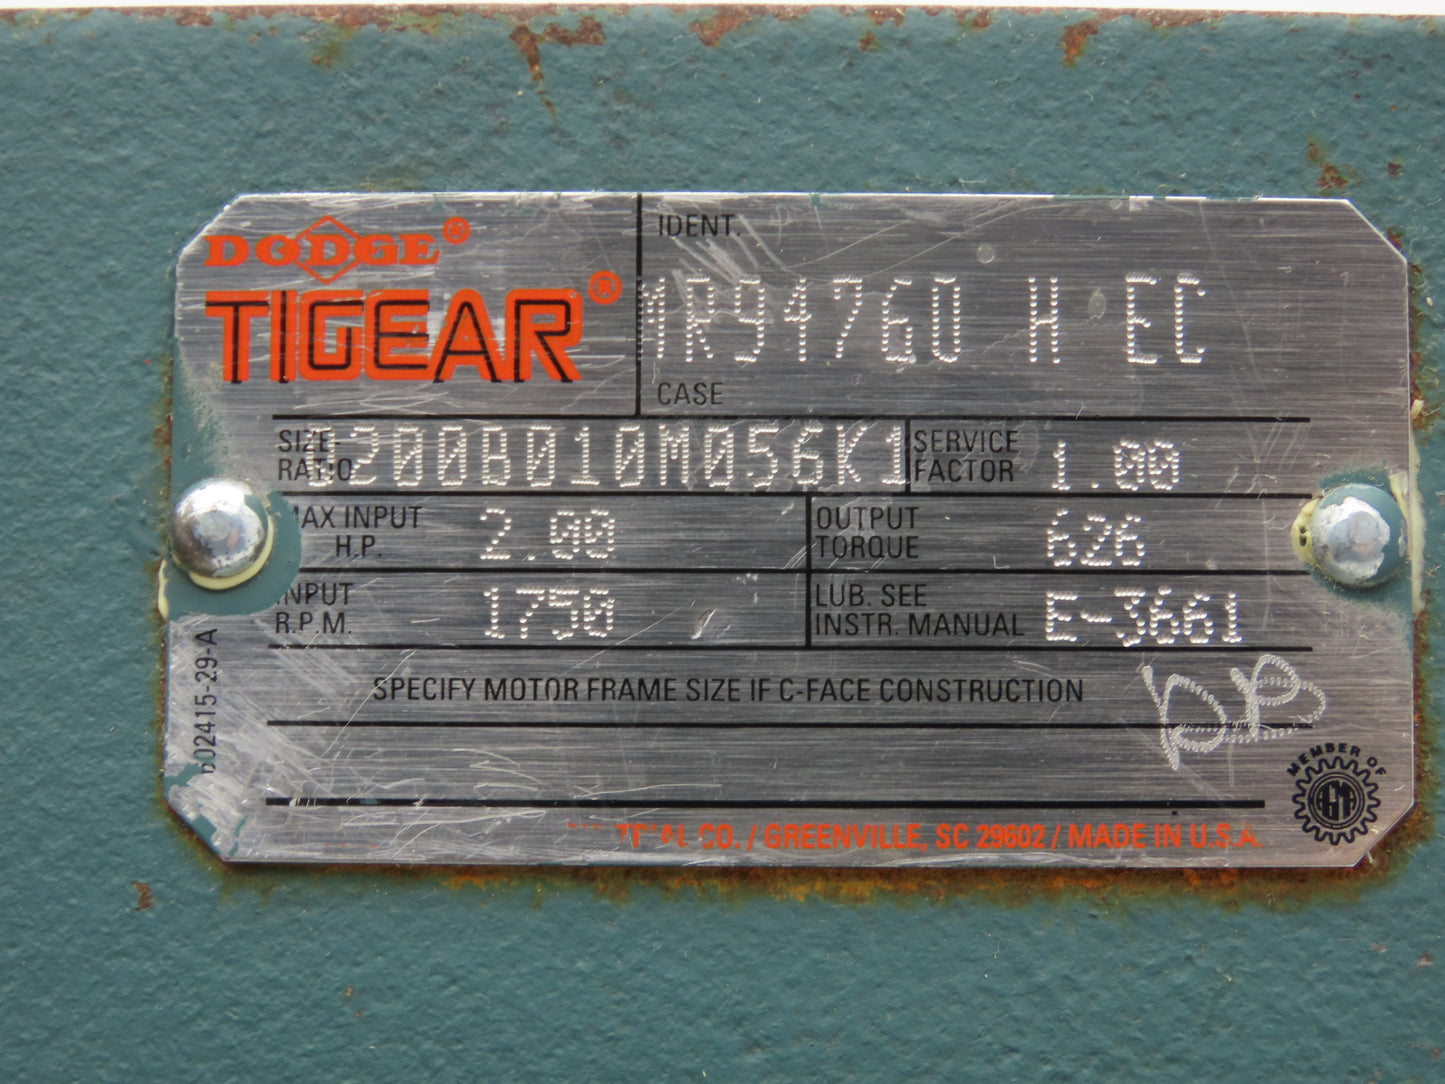 DODGE®
TIGEAR®
IDENT.
MR94760 H EC
CASE
SIZE-RATIO S200B010M056K1
SERVICE FACTOR 1.00
MAX INPUT H.P. 2.00
OUTPUT TORQUE 626
INPUT R.P.M. 1750
LUB. SEE INSTR. MANUAL E-3661
SPECIFY MOTOR FRAME SIZE IF C-FACE CONSTRUCTION
602415-29-A
MEMBER OF
AGMA
CO. / GREENVILLE, SC 29602 / MADE IN U.S.A.